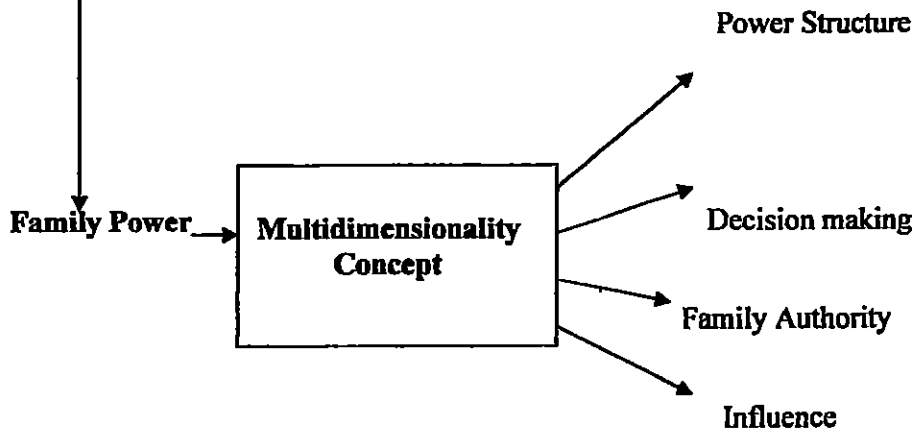 Power Structure
Family Power
Multidimensionality
Concept
Decision making
Family Authority
Influence